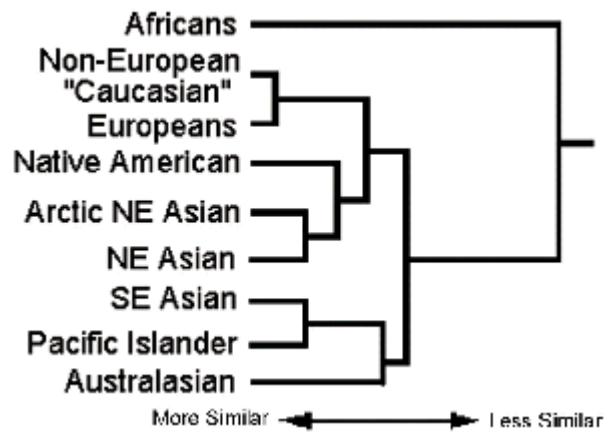 Africans
Non-European
"Caucasian"
Europeans
Native American
Arctic NE Asian
NE Asian
SE Asian
Pacific Islander
Australasian
More Similar Less Similar